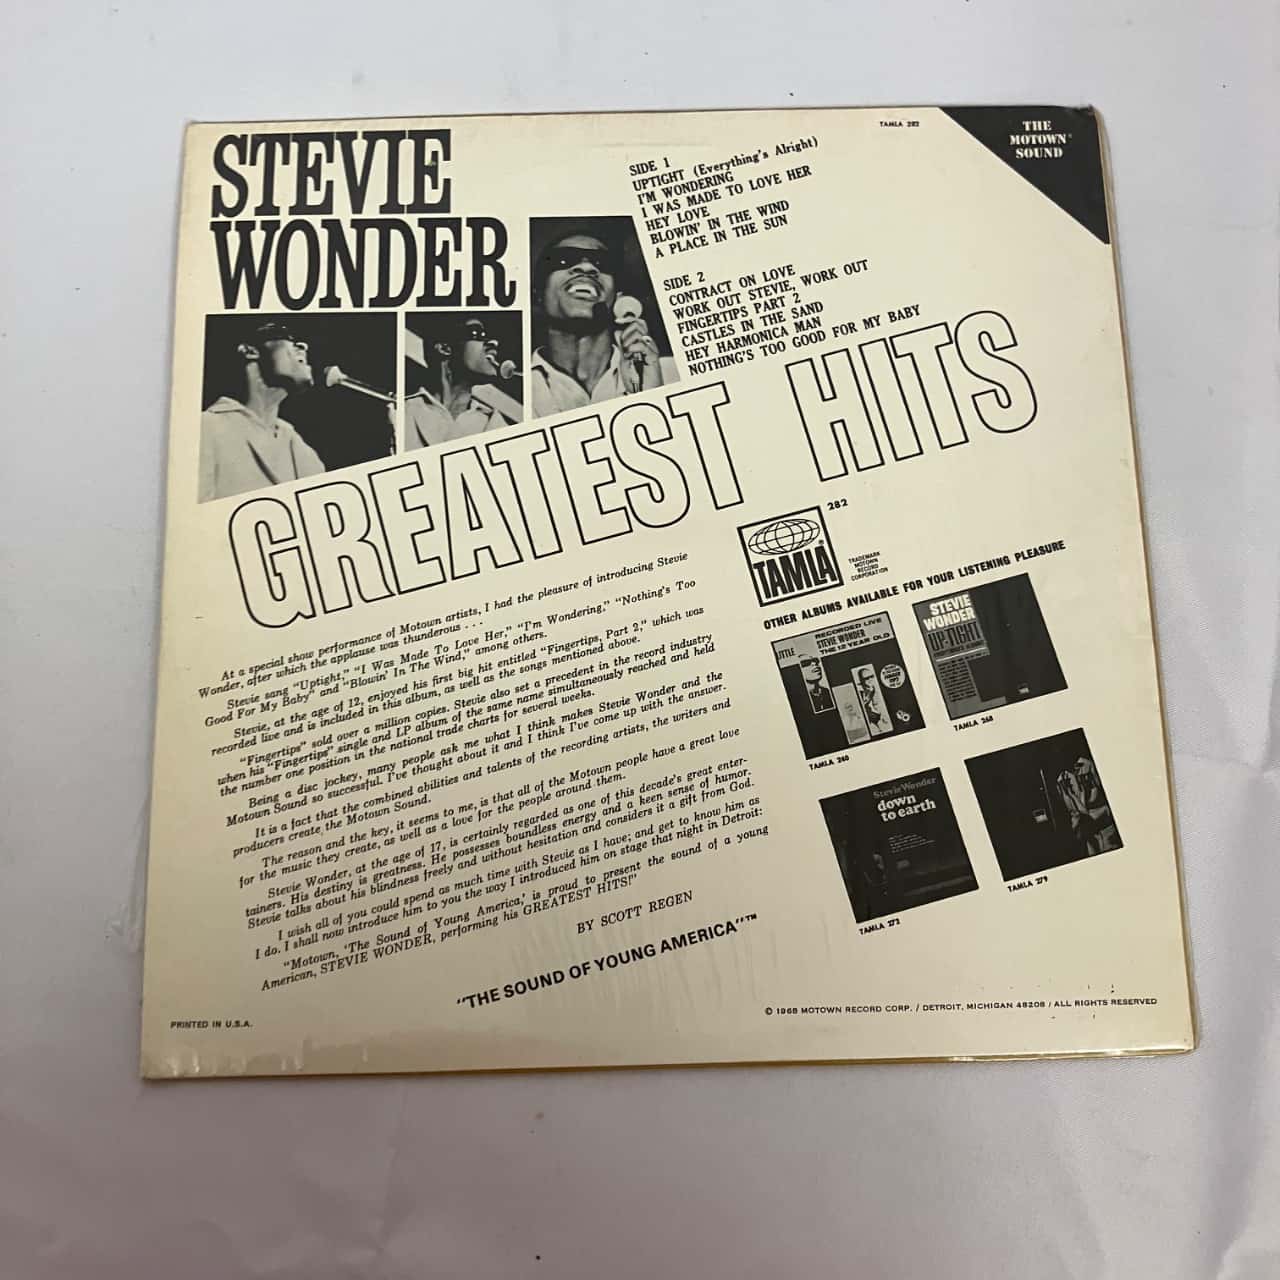 STEVIE
WONDER
TAMLA 282
THE
MOTOWN®
SOUND
SIDE 1
UPTIGHT (Everything's Alright)
I'M WONDERING
I WAS MADE TO LOVE HER
HEY LOVE
BLOWIN' IN THE WIND
A PLACE IN THE SUN
SIDE 2
CONTRACT ON LOVE
WORK OUT STEVIE, WORK OUT
FINGERTIPS PART 2
CASTLES IN THE SAND
HEY HARMONICA MAN
NOTHING'S TOO GOOD FOR MY BABY
GREATEST HITS
At a special show performance of Motown artists, I had the pleasure of introducing Stevie
Wonder, after which the applause was thunderous . . .
Stevie sang "Uptight," "I Was Made To Love Her," "I'm Wondering," "Nothing's Too
Good For My Baby" and "Blowin' In The Wind," among others.
Stevie, at the age of 12, enjoyed his first big hit entitled "Fingertips, Part 2," which was
recorded live and is included in this album, as well as the songs mentioned above.
"Fingertips" sold over a million copies. Stevie also set a precedent in the record industry
when his "Fingertips" single and LP album of the same name simultaneously reached and held
the number one position in the national trade charts for several weeks.
Being a disc jockey, many people ask me what I think makes Stevie Wonder and the
Motown Sound so successful. I've thought about it and I think I've come up with the answer.
It is a fact that the combined abilities and talents of the recording artists, the writers and
producers create the Motown Sound.
The reason and the key, it seems to me, is that all of the Motown people have a great love
for the music they create, as well as a love for the people around them.
Stevie Wonder, at the age of 17, is certainly regarded as one of this decade's great enter-
tainers. His destiny is greatness. He possesses boundless energy and a keen sense of humor.
Stevie talks about his blindness freely and without hesitation and considers it a gift from God.
I wish all of you could spend as much time with Stevie as I have; and get to know him as
I do. I shall now introduce him to you the way I introduced him on stage that night in Detroit:
"Motown, 'The Sound of Young America,' is proud to present the sound of a young
American, STEVIE WONDER, performing his GREATEST HITS!"
BY SCOTT REGEN
"THE SOUND OF YOUNG AMERICA"™
282
TAMLA®
TRADEMARK
MOTOWN
RECORD
CORPORATION
OTHER ALBUMS AVAILABLE FOR YOUR LISTENING PLEASURE
RECORDED LIVE
LITTLE STEVIE WONDER
THE 12 YEAR OLD
TAMLA 240
STEVIE
WONDER
UP-TIGHT
TAMLA 268
Stevie Wonder
down
to earth
TAMLA 272
TAMLA 279
PRINTED IN U.S.A.
© 1968 MOTOWN RECORD CORP. / DETROIT, MICHIGAN 48208 / ALL RIGHTS RESERVED